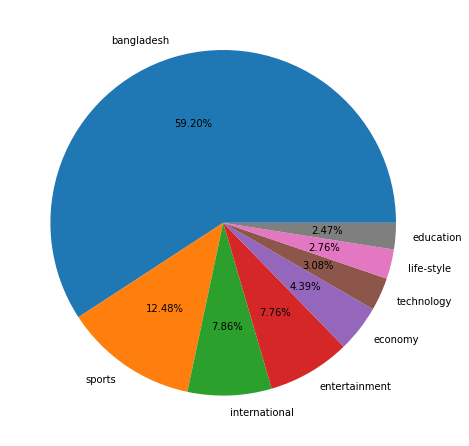 bangladesh
59.20%
sports
12.48%
international
7.86%
entertainment
7.76%
economy
4.39%
technology
3.08%
life-style
2.76%
education
2.47%